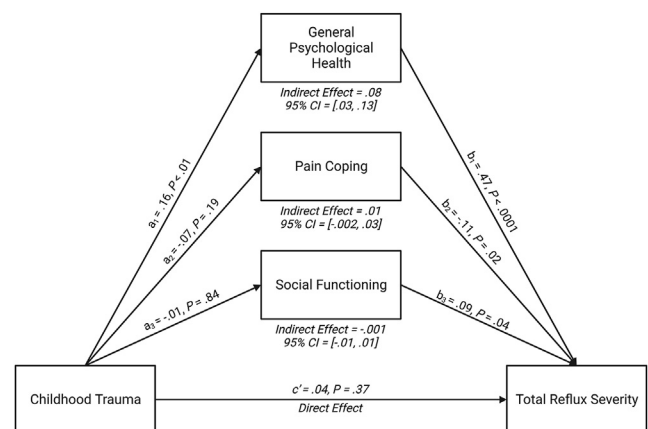 General
Psychological
Health
Indirect Effect = .08
95% CI = [.03, .13]
a₁ = .16, P < .01
b₁ = .47, P < .0001
Pain Coping
Indirect Effect = .01
95% CI = [-.002, .03]
a₂ = -.07, P = .19
b₂ = -.11, P = .02
Social Functioning
Indirect Effect = -.001
95% CI = [-.01, .01]
a₃ = -.01, P = .84
b₃ = .09, P = .04
Childhood Trauma
c' = .04, P = .37
Direct Effect
Total Reflux Severity